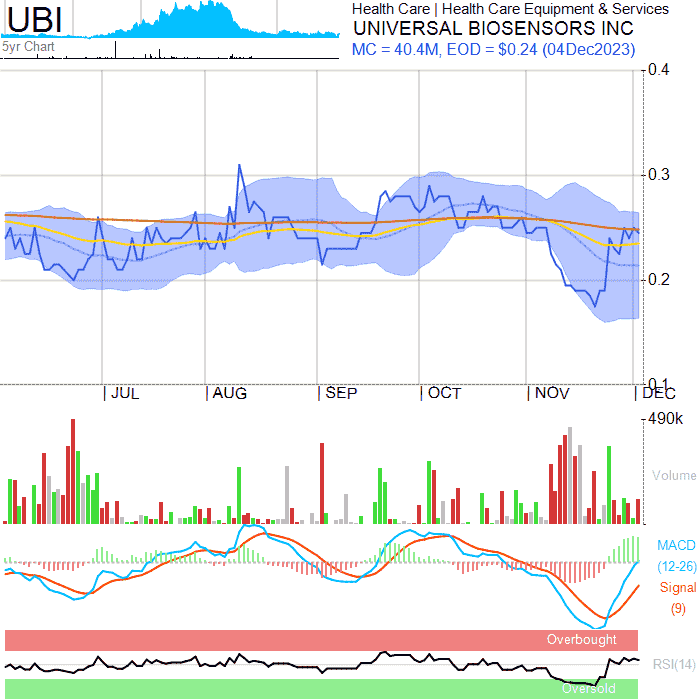 UBI
5yr Chart
Health Care | Health Care Equipment & Services
UNIVERSAL BIOSENSORS INC
MC = 40.4M, EOD = $0.24 (04Dec2023)
0.4
0.3
0.2
0.1
JUL AUG SEP OCT NOV DEC
490k
Volume
MACD
(12-26)
Signal
(9)
Overbought
RSI(14)
Oversold